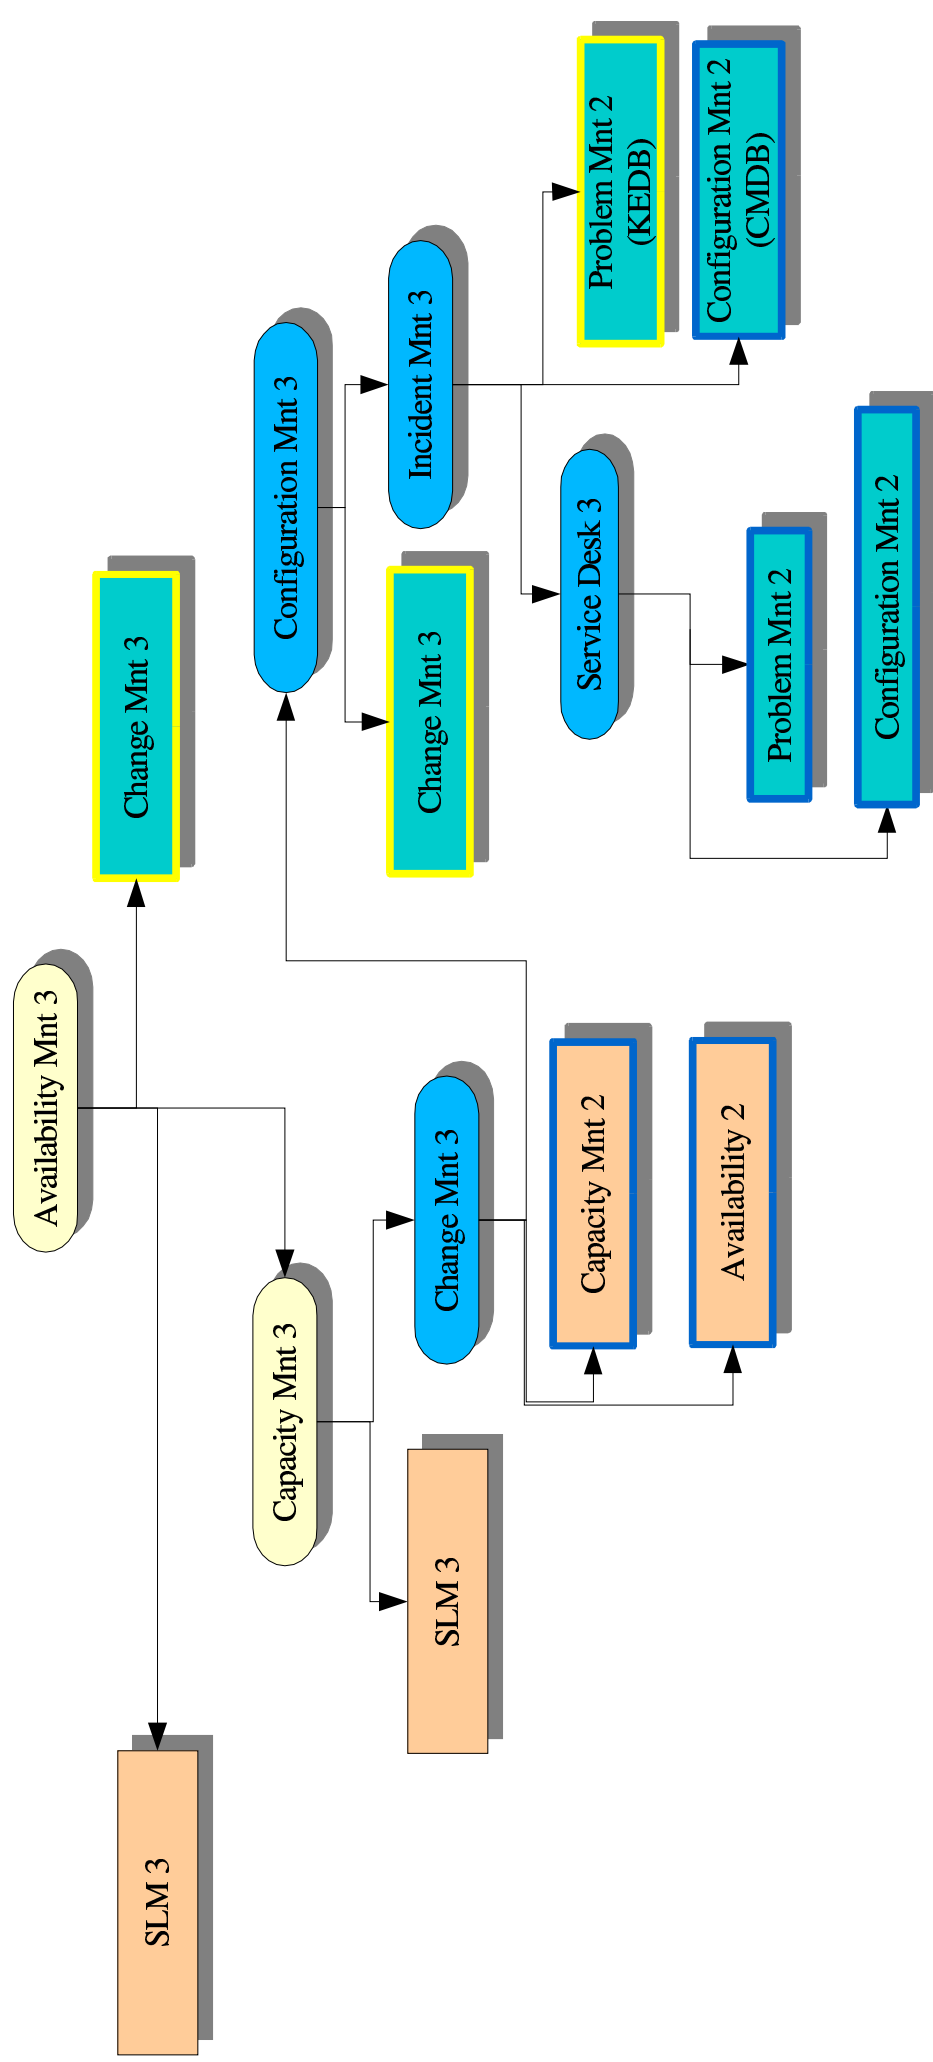 Availability Mnt 3
SLM 3
Change Mnt 3
Capacity Mnt 3
Configuration Mnt 3
SLM 3
Change Mnt 3
Change Mnt 3
Incident Mnt 3
Capacity Mnt 2
Service Desk 3
Problem Mnt 2
(KEDB)
Availability 2
Configuration Mnt 2
(CMDB)
Problem Mnt 2
Configuration Mnt 2